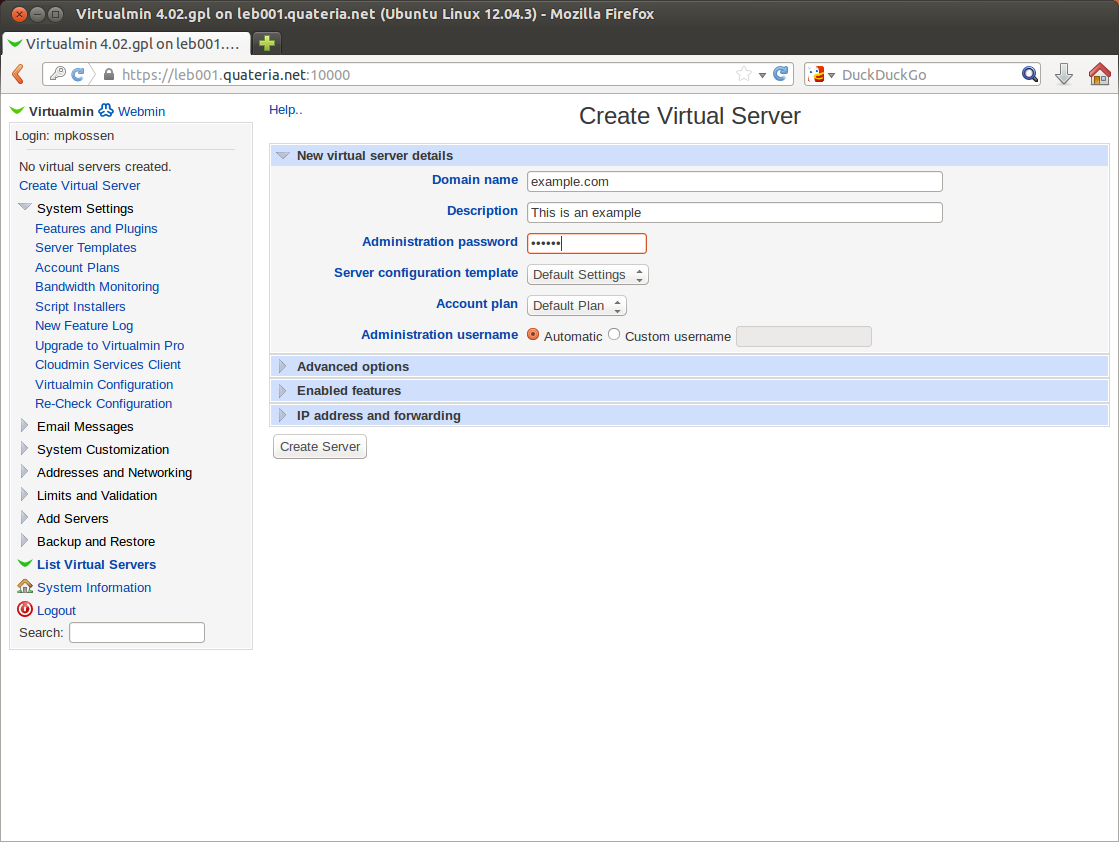 Virtualmin 4.02.gpl on leb001.quateria.net (Ubuntu Linux 12.04.3) - Mozilla Firefox
Virtualmin 4.02.gpl on leb001....
https://leb001.quateria.net:10000
DuckDuckGo
Virtualmin Webmin
Login: mpkossen
No virtual servers created.
Create Virtual Server
System Settings
Features and Plugins
Server Templates
Account Plans
Bandwidth Monitoring
Script Installers
New Feature Log
Upgrade to Virtualmin Pro
Cloudmin Services Client
Virtualmin Configuration
Re-Check Configuration
Email Messages
System Customization
Addresses and Networking
Limits and Validation
Add Servers
Backup and Restore
List Virtual Servers
System Information
Logout
Search:
Help..
Create Virtual Server
New virtual server details
Domain name example.com
Description This is an example
Administration password ••••••
Server configuration template Default Settings
Account plan Default Plan
Administration username Automatic Custom username
Advanced options
Enabled features
IP address and forwarding
Create Server